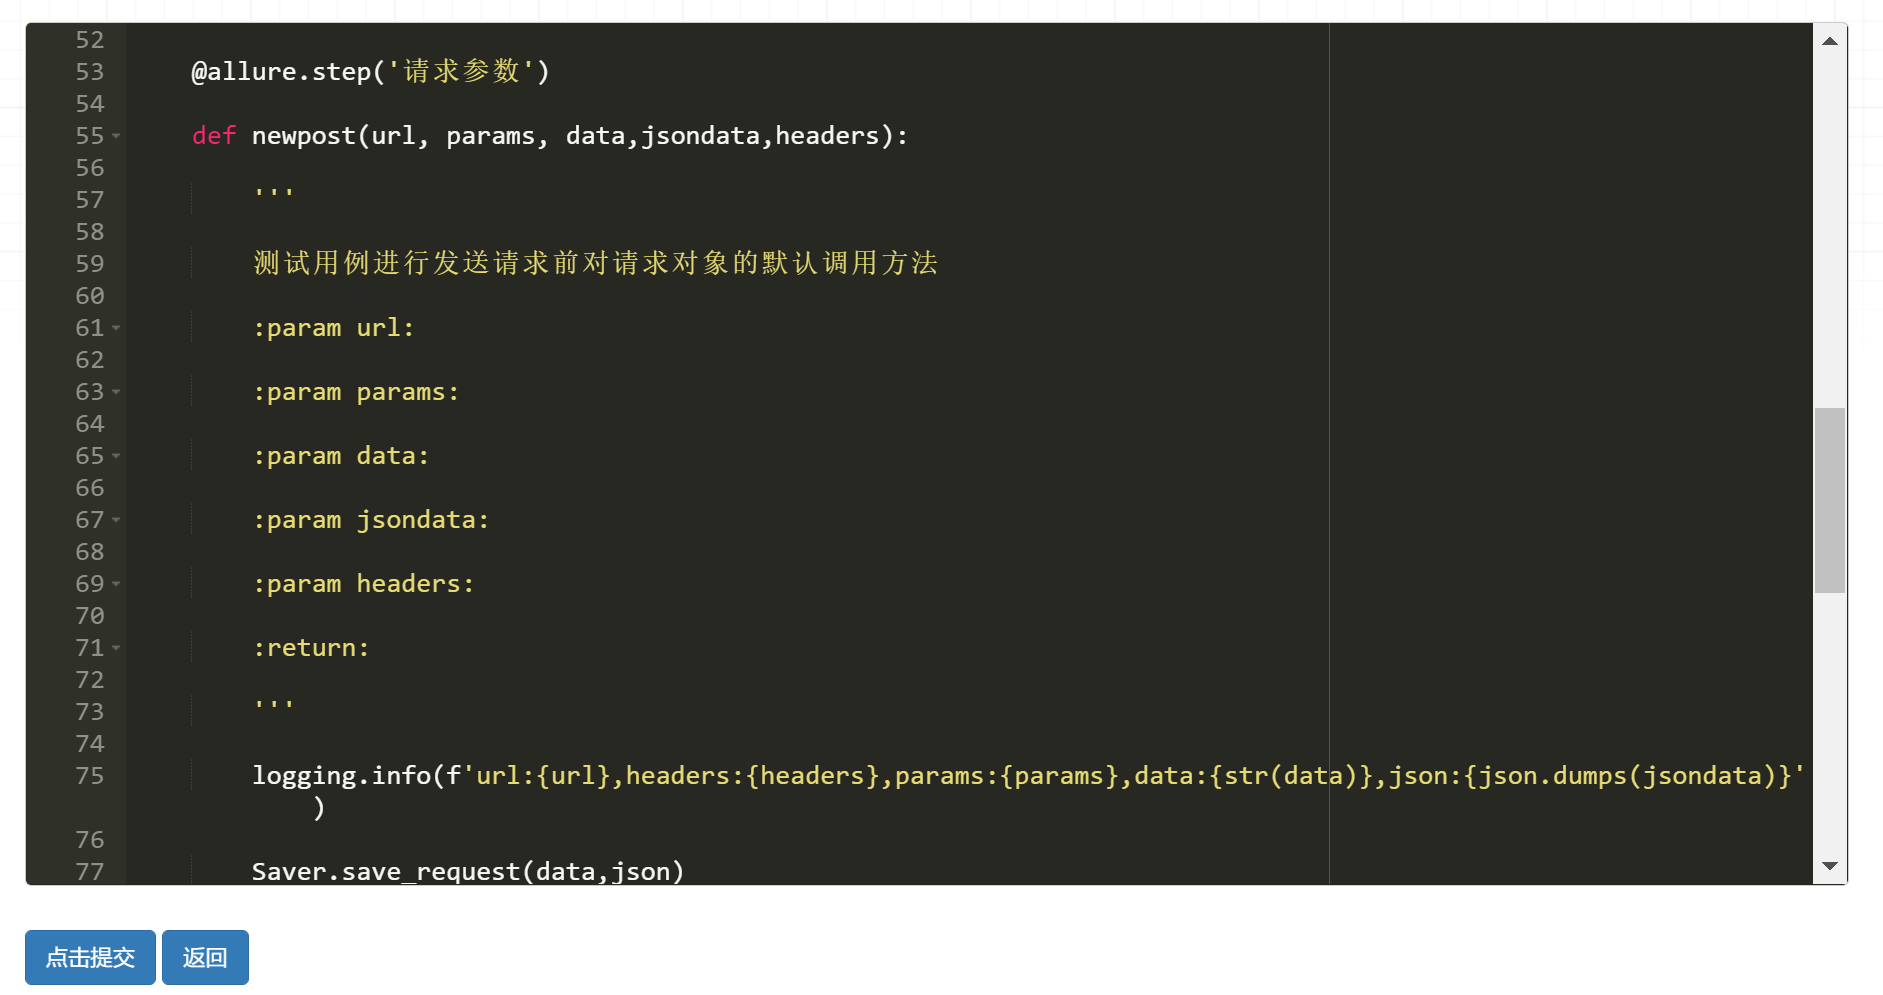 52
53 @allure.step('请求参数')
54
55 def newpost(url, params, data,jsondata,headers):
56
57 '''
58
59 测试用例进行发送请求前对请求对象的默认调用方法
60
61 :param url:
62
63 :param params:
64
65 :param data:
66
67 :param jsondata:
68
69 :param headers:
70
71 :return:
72
73 '''
74
75 logging.info(f'url:{url},headers:{headers},params:{params},data:{str(data)},json:{json.dumps(jsondata)}'
)
76
77 Saver.save_request(data,json)
点击提交 返回